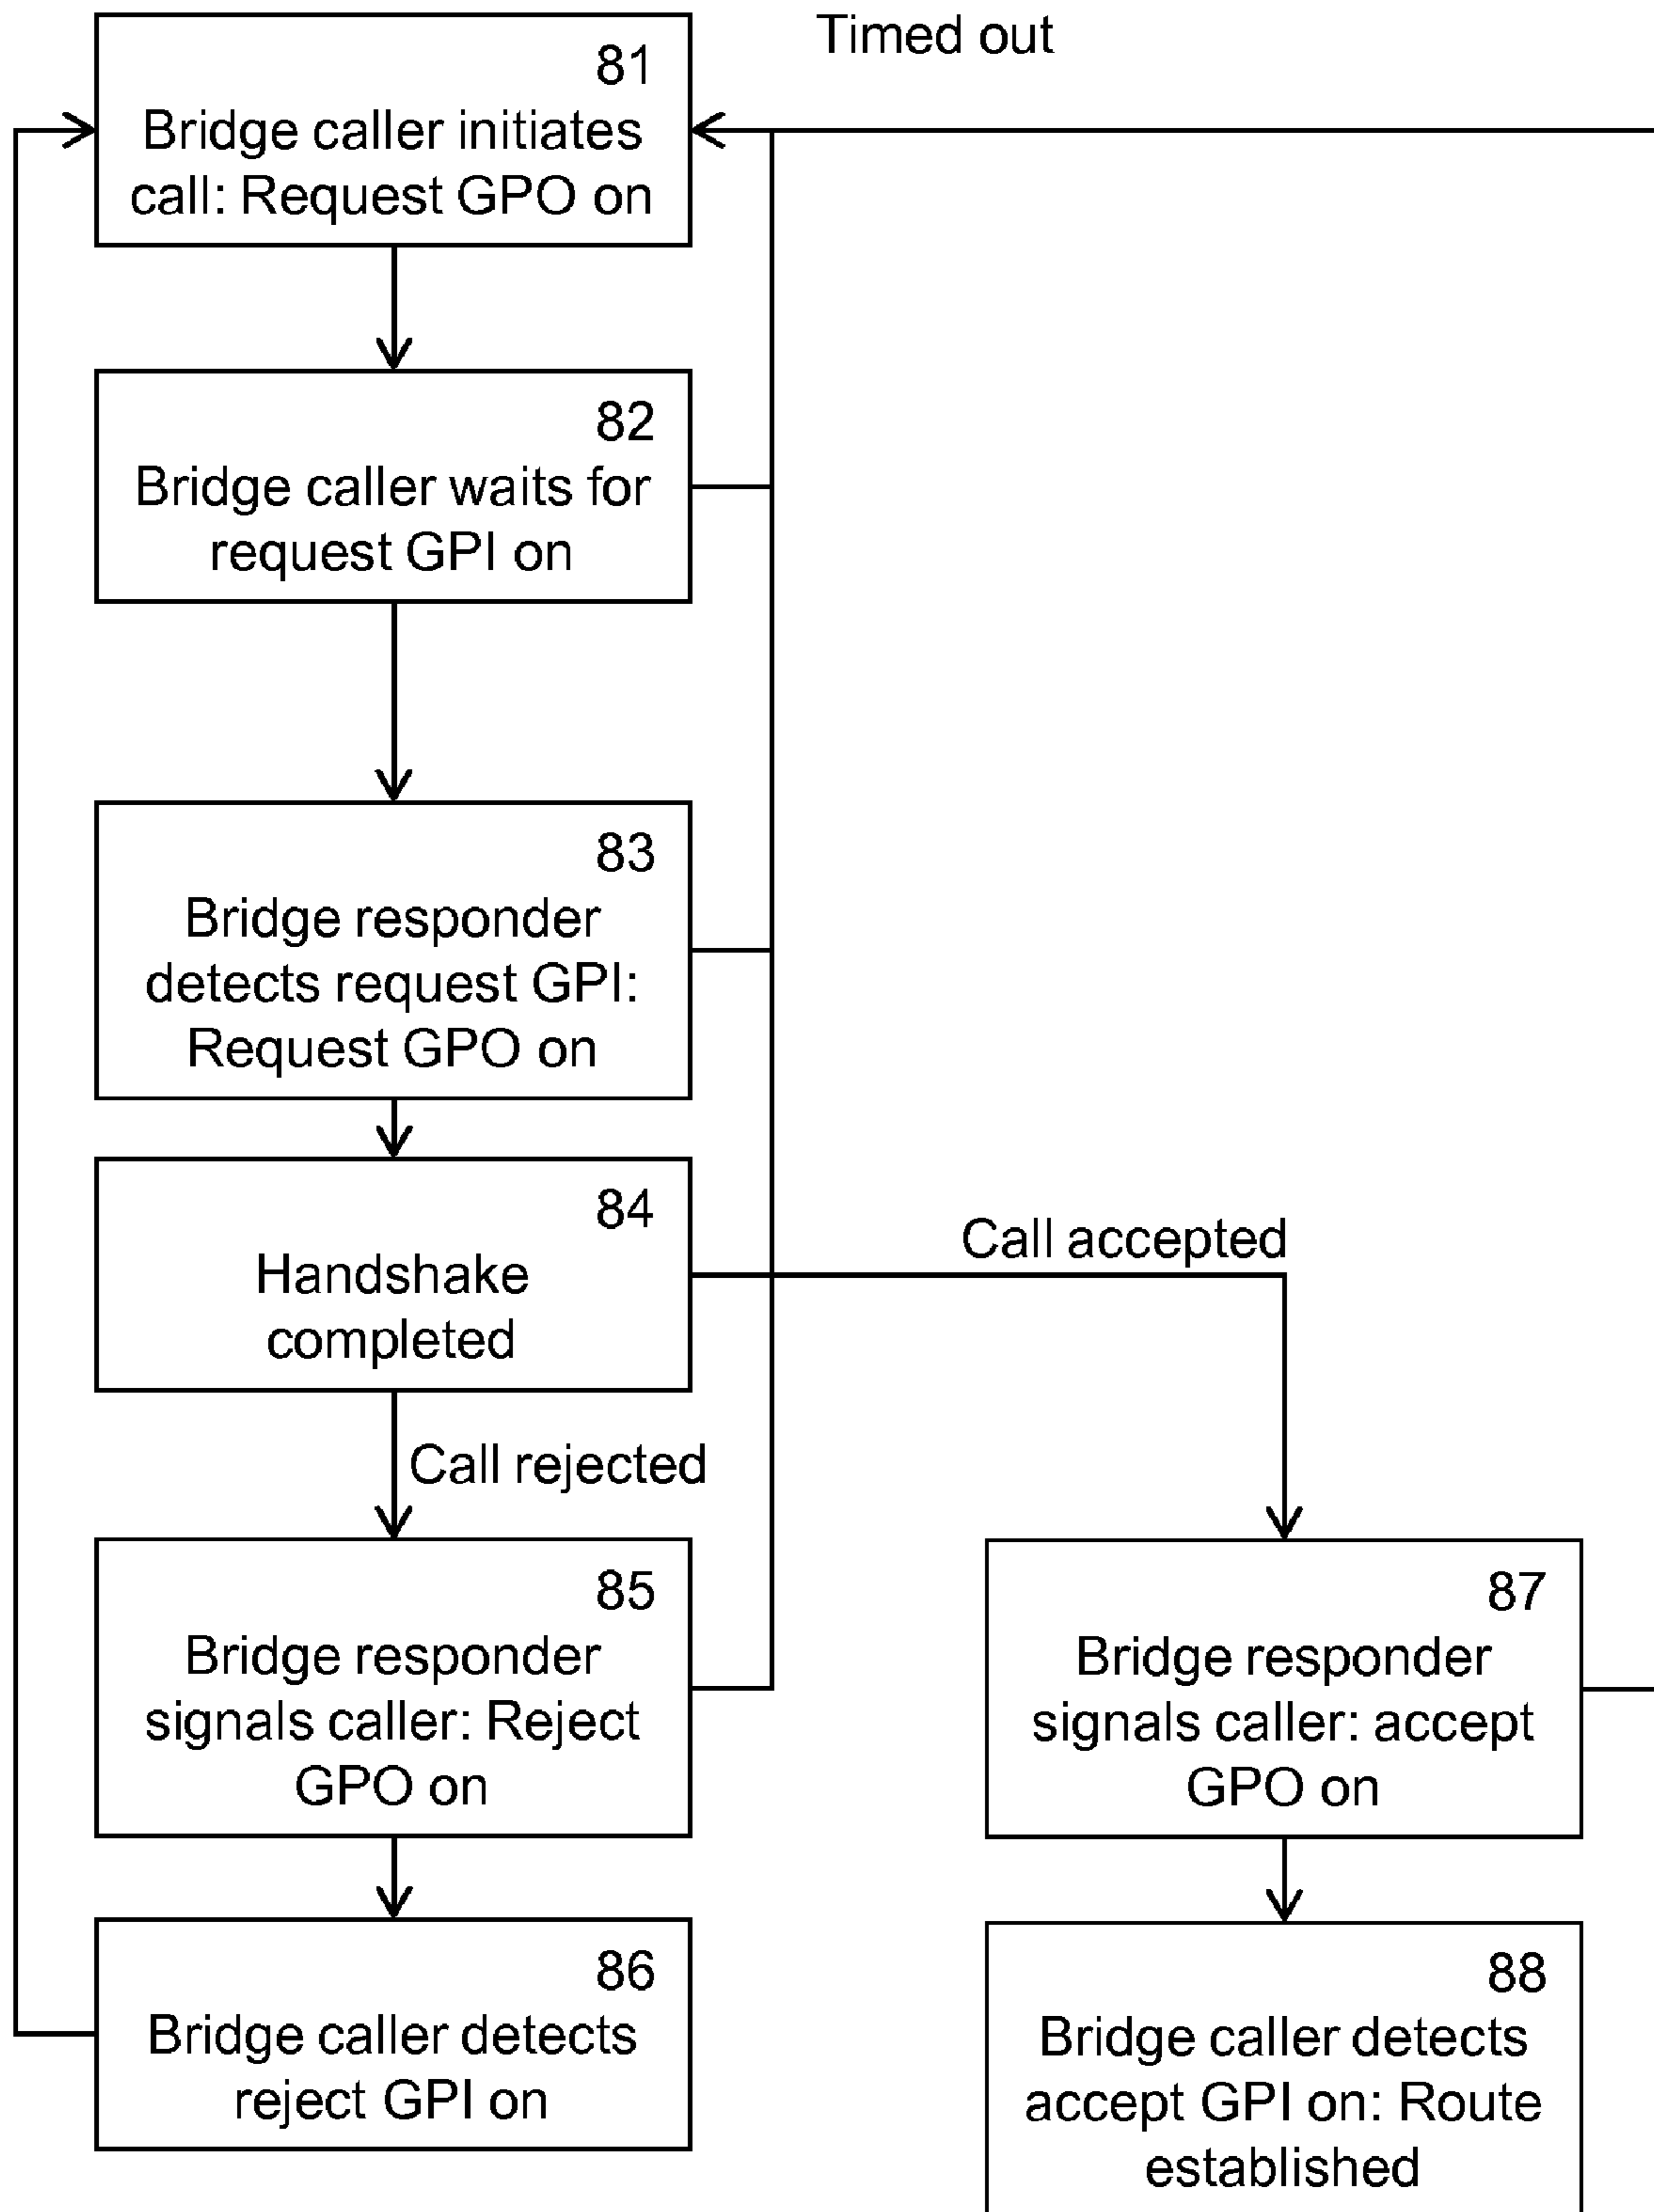 Timed out
81
Bridge caller initiates
call: Request GPO on
82
Bridge caller waits for
request GPI on
83
Bridge responder
detects request GPI:
Request GPO on
84
Handshake
completed
Call accepted
Call rejected
85
Bridge responder
signals caller: Reject
GPO on
87
Bridge responder
signals caller: accept
GPO on
86
Bridge caller detects
reject GPI on
88
Bridge caller detects
accept GPI on: Route
established